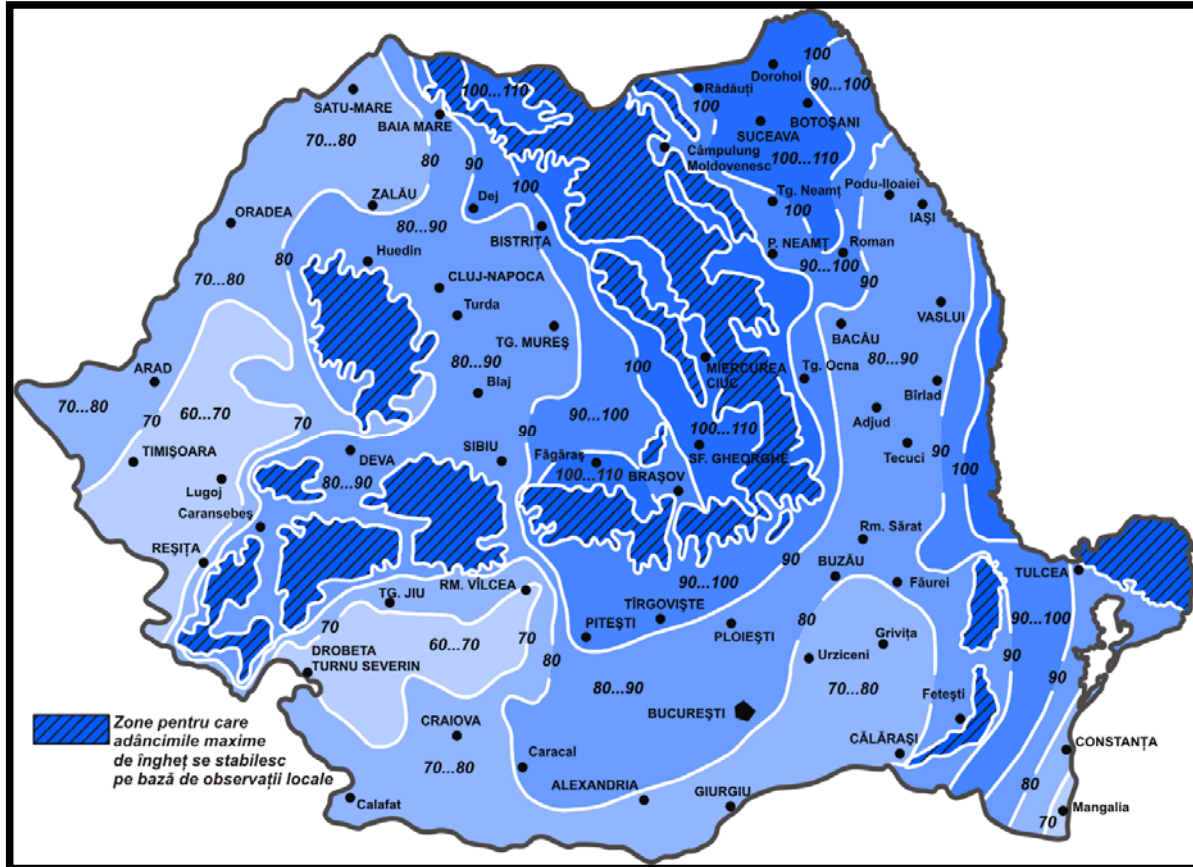 100
Dorohoi
90...100
Rădăuți
100...110
100
SATU-MARE
BAIA MARE
BOTOȘANI
SUCEAVA
70...80
Câmpulung
Moldovenesc
100...110
80
90
100
Podu-Iloaiei
Tg. Neamț
IAȘI
ZALĂU
Dej
100
ORADEA
80...90
BISTRIȚA
P. NEAMȚ
Roman
Huedin
90...100
80
70...80
CLUJ-NAPOCA
90
Turda
VASLUI
TG. MUREȘ
BACĂU
80...90
80...90
MIERCUREA
CIUC
Tg. Ocna
100
ARAD
Blaj
Bîrlad
70...80
60...70
70
70
90...100
Adjud
90
100...110
TIMIȘOARA
SIBIU
SF. GHEORGHE
Tecuci
90
DEVA
Făgăraș
100
80...90
100...110
BRAȘOV
Lugoj
Caransebeș
Rm. Sărat
REȘIȚA
90
BUZĂU
TULCEA
RM. VÎLCEA
90...100
Făurei
TG. JIU
TÎRGOVIȘTE
70
PITEȘTI
PLOIEȘTI
80
90...100
60...70
70
Grivița
DROBETA
TURNU SEVERIN
80
Urziceni
90
90
80...90
70...80
Fetești
BUCUREȘTI
Zone pentru care
adâncimile maxime
de îngheț se stabilesc
pe bază de observații locale
CRAIOVA
CĂLĂRAȘI
CONSTANȚA
70...80
Caracal
ALEXANDRIA
80
GIURGIU
Calafat
Mangalia
70